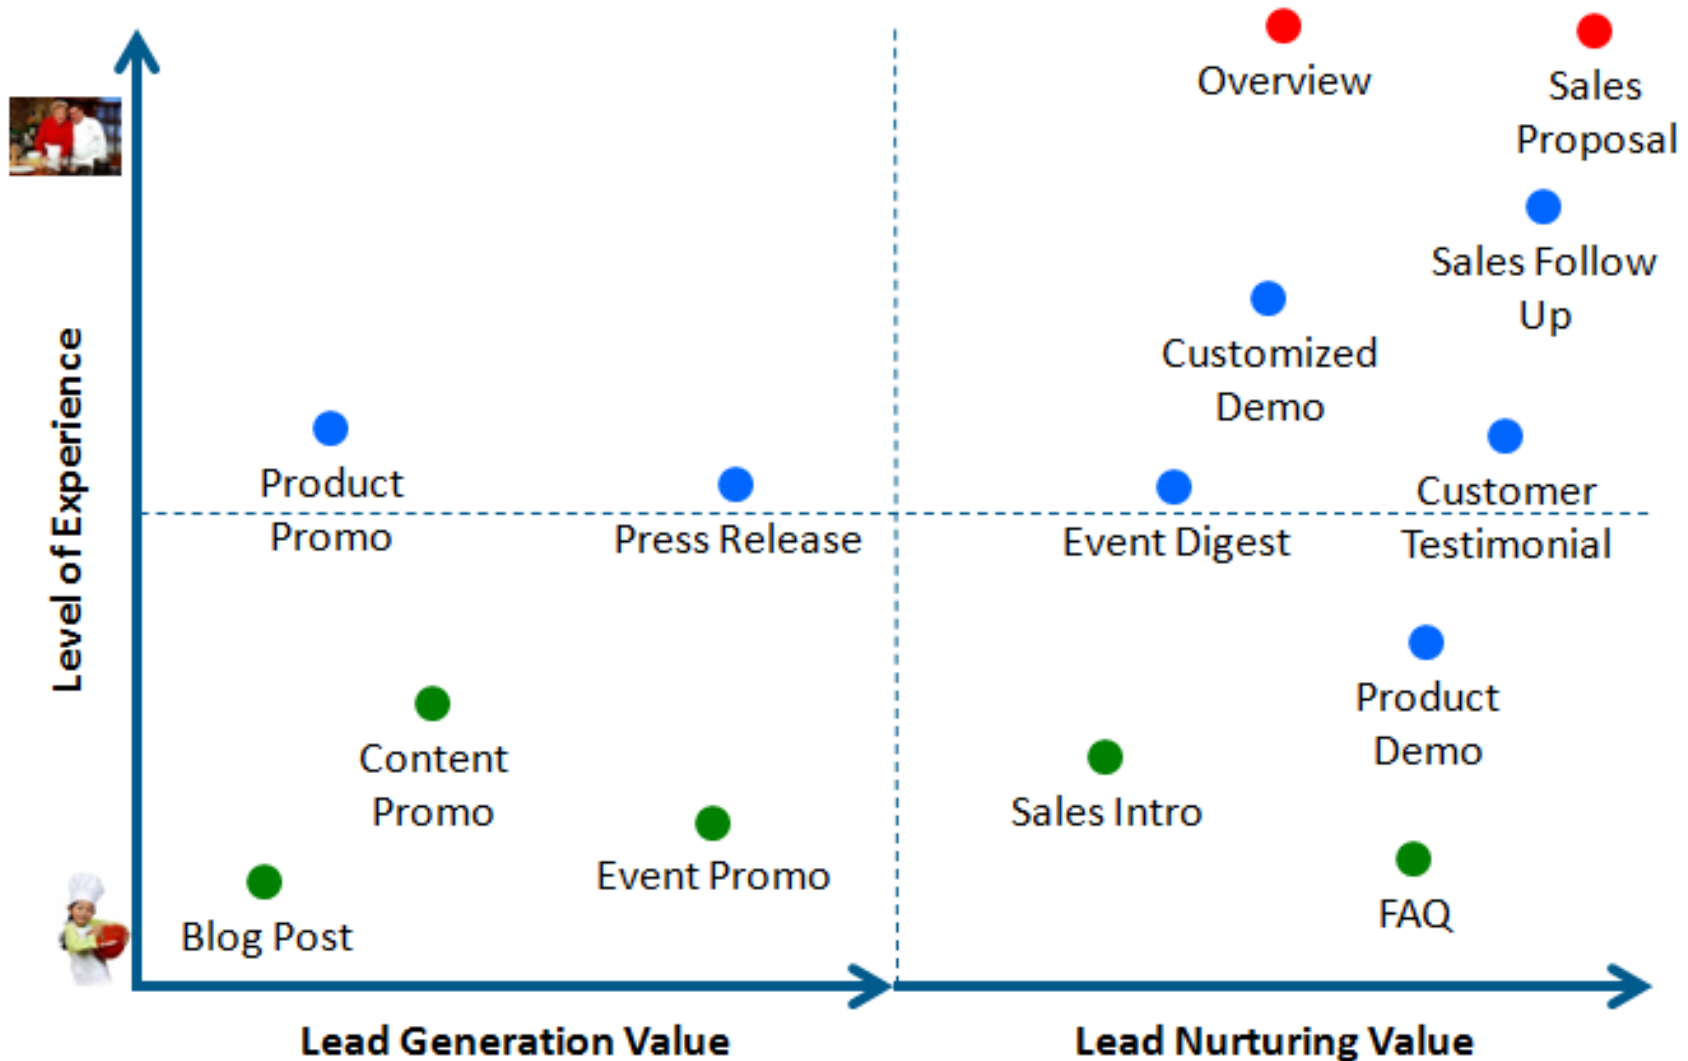 Overview
Sales
Proposal
Sales Follow
Up
Customized
Demo
Product
Promo
Press Release
Event Digest
Customer
Testimonial
Product
Demo
Content
Promo
Sales Intro
Event Promo
FAQ
Blog Post
Level of Experience
Lead Generation Value
Lead Nurturing Value